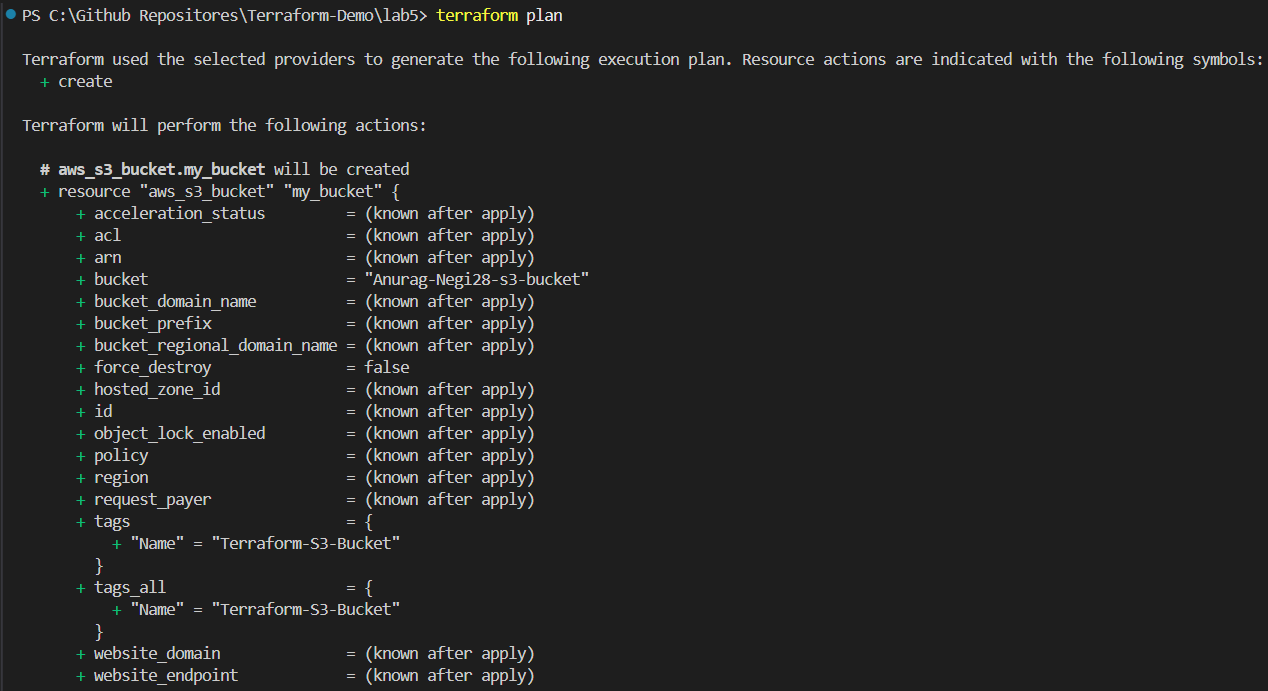 PS C:\Github Repositores\Terraform-Demo\lab5> terraform plan
Terraform used the selected providers to generate the following execution plan. Resource actions are indicated with the following symbols:
  + create
Terraform will perform the following actions:
  # aws_s3_bucket.my_bucket will be created
  + resource "aws_s3_bucket" "my_bucket" {
      + acceleration_status         = (known after apply)
      + acl                         = (known after apply)
      + arn                         = (known after apply)
      + bucket                      = "Anurag-Negi28-s3-bucket"
      + bucket_domain_name          = (known after apply)
      + bucket_prefix               = (known after apply)
      + bucket_regional_domain_name = (known after apply)
      + force_destroy               = false
      + hosted_zone_id              = (known after apply)
      + id                          = (known after apply)
      + object_lock_enabled         = (known after apply)
      + policy                      = (known after apply)
      + region                      = (known after apply)
      + request_payer               = (known after apply)
      + tags                        = {
          + "Name" = "Terraform-S3-Bucket"
        }
      + tags_all                    = {
          + "Name" = "Terraform-S3-Bucket"
        }
      + website_domain              = (known after apply)
      + website_endpoint            = (known after apply)